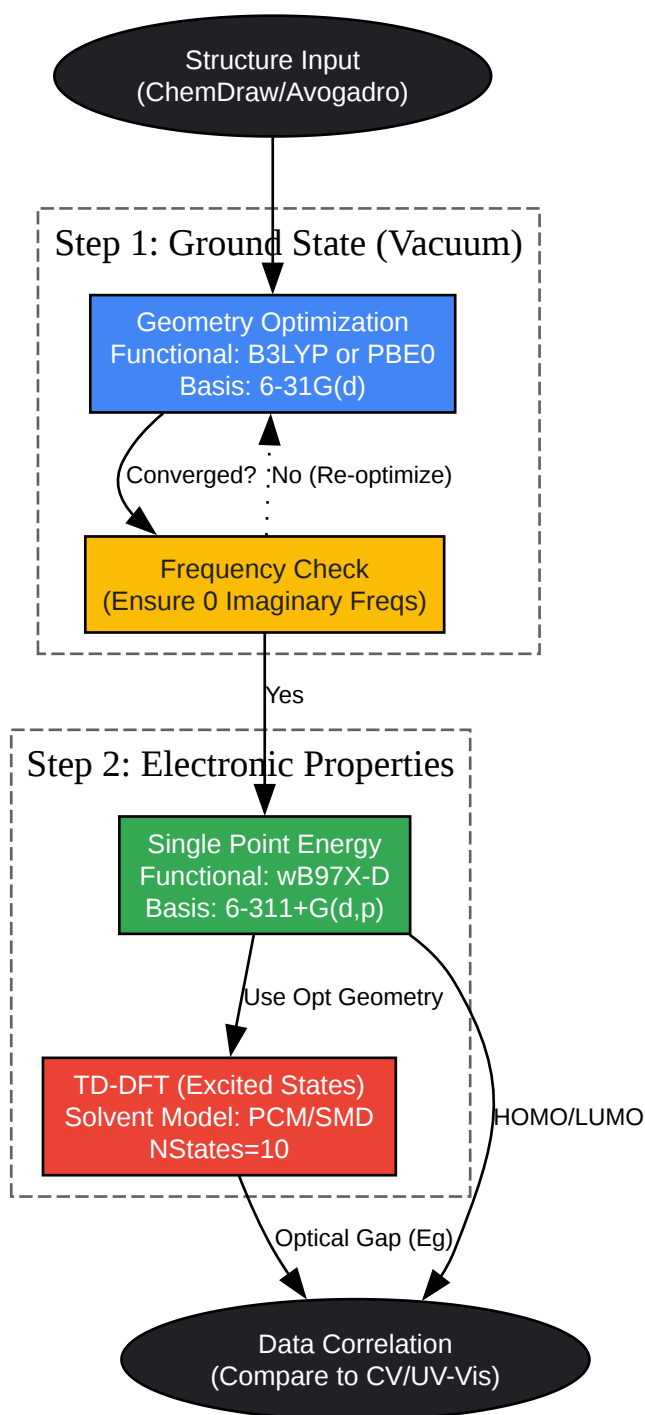 Structure Input
(ChemDraw/Avogadro)
Step 1: Ground State (Vacuum)
Geometry Optimization
Functional: B3LYP or PBE0
Basis: 6-31G(d)
Converged?
No (Re-optimize)
Frequency Check
(Ensure 0 Imaginary Freqs)
Yes
Step 2: Electronic Properties
Single Point Energy
Functional: wB97X-D
Basis: 6-311+G(d,p)
Use Opt Geometry
TD-DFT (Excited States)
Solvent Model: PCM/SMD
NStates=10
HOMO/LUMO
Optical Gap (Eg)
Data Correlation
(Compare to CV/UV-Vis)